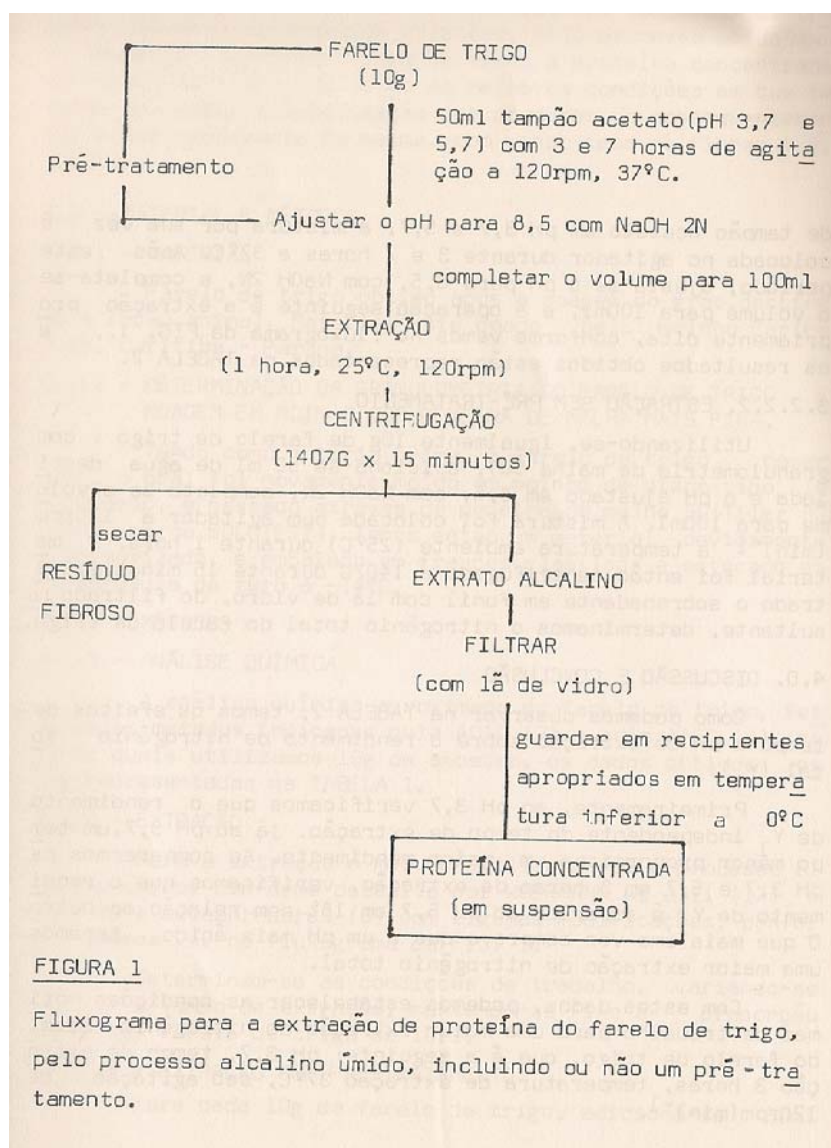 FARELO DE TRIGO
(10g)
50ml tampão acetato(pH 3,7 e
5,7) com 3 e 7 horas de agita
ção a 120rpm, 37ºC.
Pré-tratamento
Ajustar o pH para 8,5 com NaOH 2N
completar o volume para 100ml
EXTRAÇÃO
(1 hora, 25ºC, 120rpm)
CENTRIFUGAÇÃO
(1407G x 15 minutos)
secar
RESÍDUO
FIBROSO
EXTRATO ALCALINO
FILTRAR
(com lã de vidro)
guardar em recipientes
apropriados em tempera
tura inferior a 0ºC
PROTEÍNA CONCENTRADA
(em suspensão)
FIGURA 1
Fluxograma para a extração de proteína do farelo de trigo,
pelo processo alcalino úmido, incluindo ou não um pré - tra
tamento.